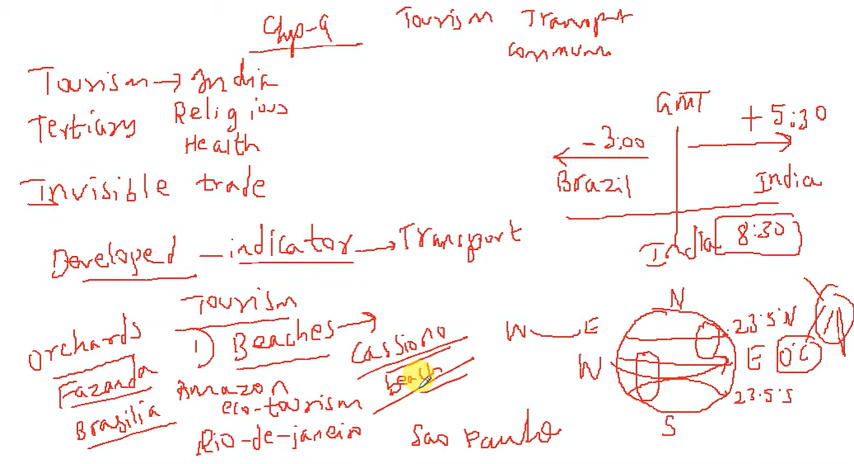 Chp-9
Tourism Transport
commun
Tourism → India
Tertiary Religious
Health
Invisible trade
GMT
+5:30
-3:00
Brazil
India
India 8:30
Developed - indicator → Transport
Tourism
Orchards
1) Beaches →
Cassiono
Beach
Fazanda
Amazon
eco-tourism
Brasilia
Rio-de-janeiro
Sao Paulo
W E
N
23.5°N
W
E
0°C
23.5°S
S